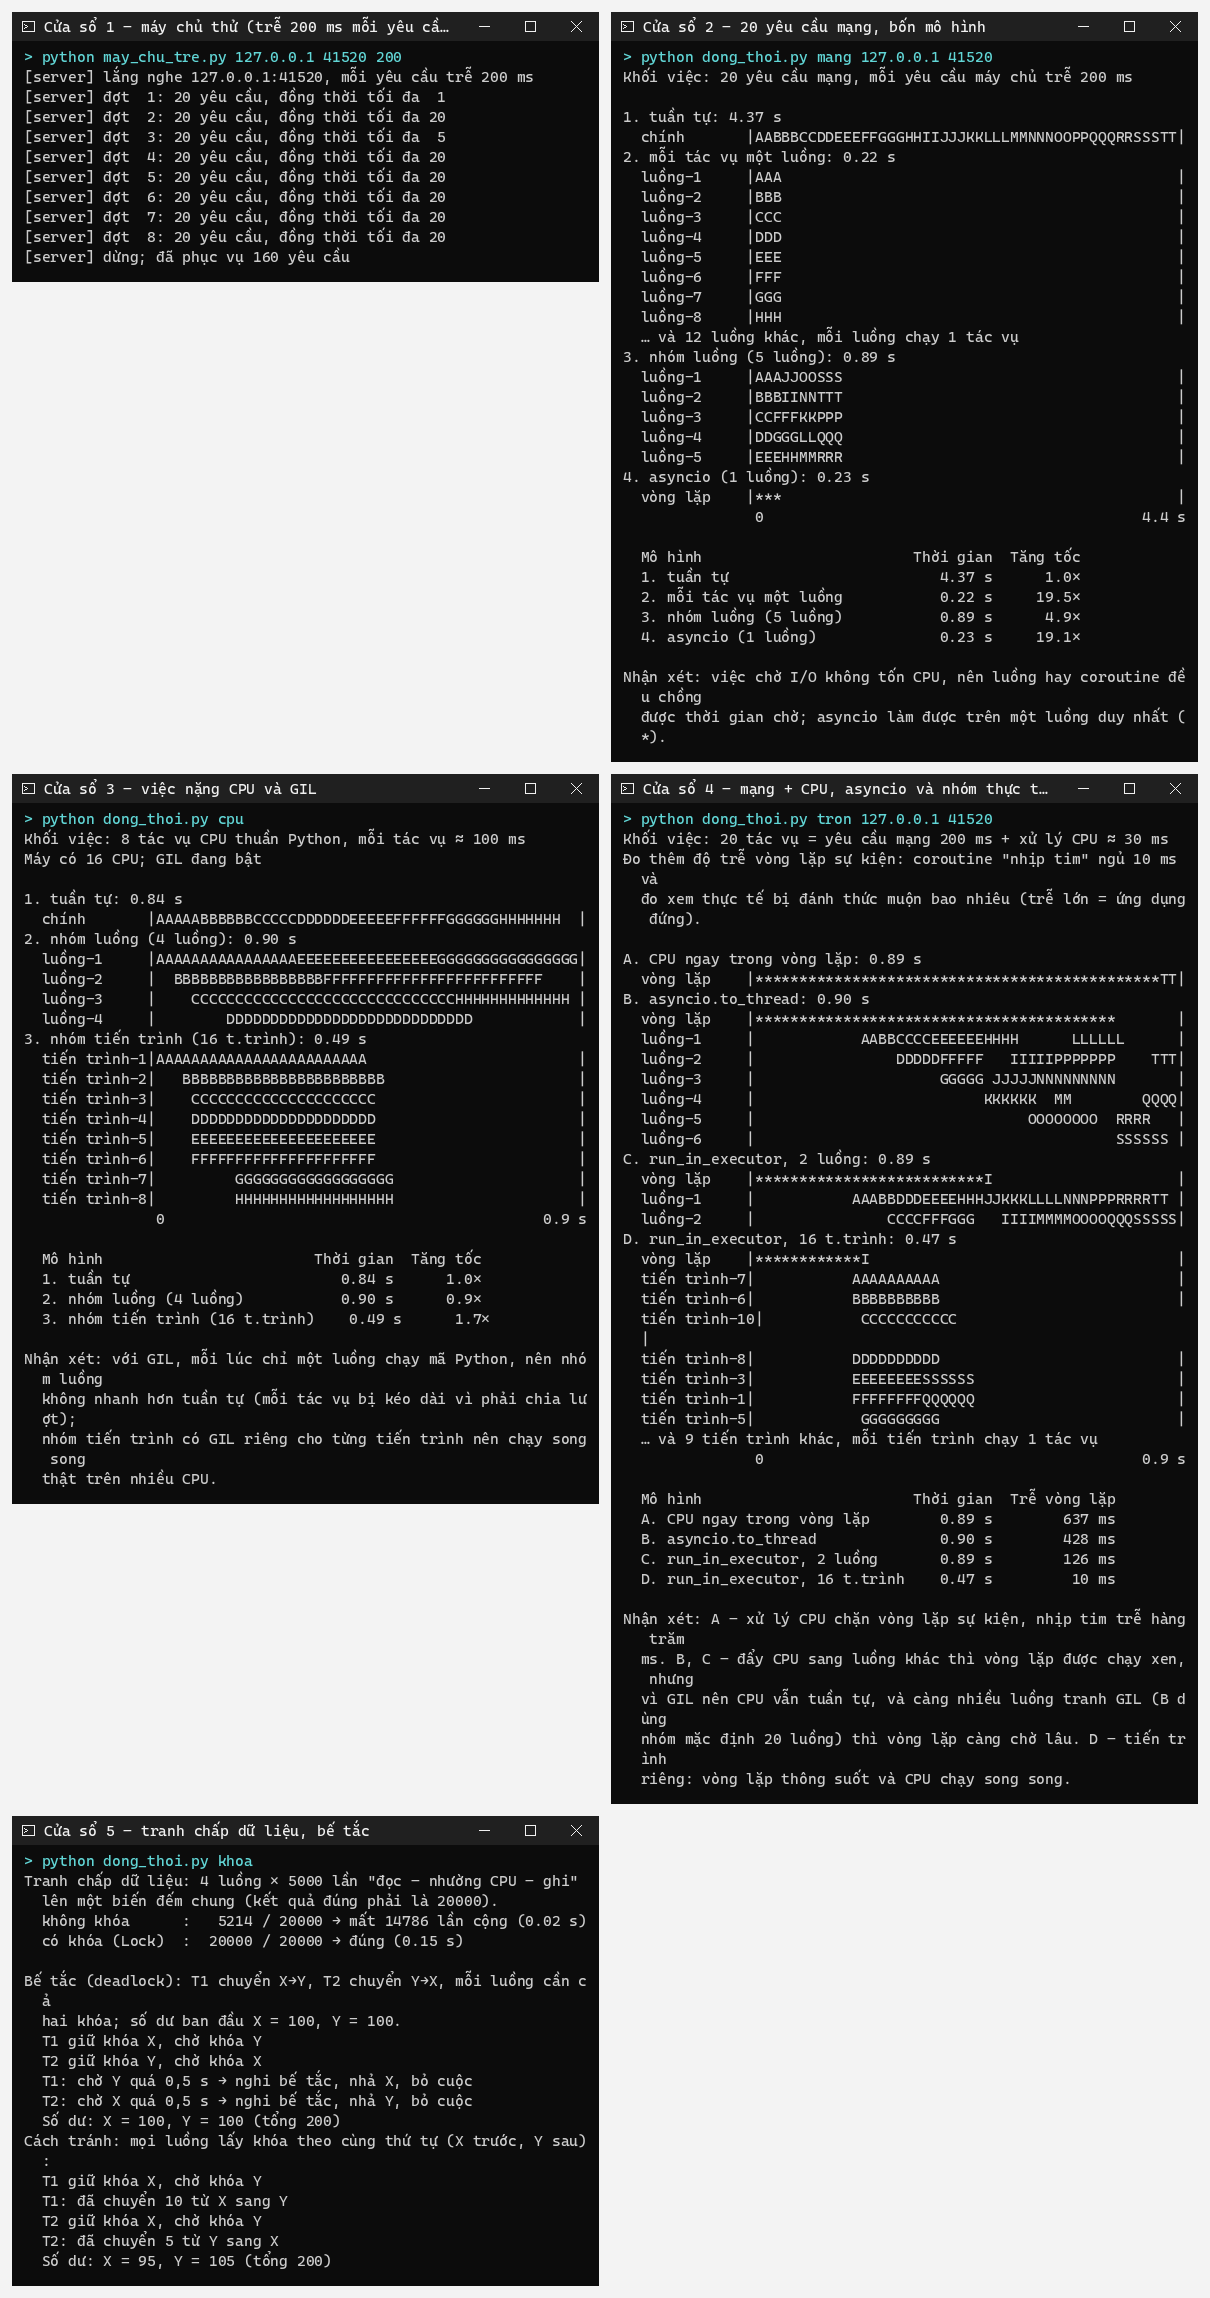 Cửa sổ 1 — máy chủ thử (trễ 200 ms mỗi yêu cầ…
> python may_chu_tre.py 127.0.0.1 41520 200
[server] lắng nghe 127.0.0.1:41520, mỗi yêu cầu trễ 200 ms
[server] đợt  1: 20 yêu cầu, đồng thời tối đa  1
[server] đợt  2: 20 yêu cầu, đồng thời tối đa 20
[server] đợt  3: 20 yêu cầu, đồng thời tối đa  5
[server] đợt  4: 20 yêu cầu, đồng thời tối đa 20
[server] đợt  5: 20 yêu cầu, đồng thời tối đa 20
[server] đợt  6: 20 yêu cầu, đồng thời tối đa 20
[server] đợt  7: 20 yêu cầu, đồng thời tối đa 20
[server] đợt  8: 20 yêu cầu, đồng thời tối đa 20
[server] dừng; đã phục vụ 160 yêu cầu
Cửa sổ 2 — 20 yêu cầu mạng, bốn mô hình
> python dong_thoi.py mang 127.0.0.1 41520
Khối việc: 20 yêu cầu mạng, mỗi yêu cầu máy chủ trễ 200 ms
1. tuần tự: 4.37 s
chính       |AABBBCCDDEEEFFGGGHHIIJJJKKLLLMMNNNOOPPQQQRRSSSTT|
2. mỗi tác vụ một luồng: 0.22 s
luồng-1     |AAA                                             |
luồng-2     |BBB                                             |
luồng-3     |CCC                                             |
luồng-4     |DDD                                             |
luồng-5     |EEE                                             |
luồng-6     |FFF                                             |
luồng-7     |GGG                                             |
luồng-8     |HHH                                             |
… và 12 luồng khác, mỗi luồng chạy 1 tác vụ
3. nhóm luồng (5 luồng): 0.89 s
luồng-1     |AAAJJOOSSS                                      |
luồng-2     |BBBIINNTTT                                      |
luồng-3     |CCFFFKKPPP                                      |
luồng-4     |DDGGGLLQQQ                                      |
luồng-5     |EEEHHMMRRR                                      |
4. asyncio (1 luồng): 0.23 s
vòng lặp    |***                                             |
0                                           4.4 s
Mô hình                        Thời gian  Tăng tốc
1. tuần tự                        4.37 s      1.0×
2. mỗi tác vụ một luồng           0.22 s     19.5×
3. nhóm luồng (5 luồng)           0.89 s      4.9×
4. asyncio (1 luồng)              0.23 s     19.1×
Nhận xét: việc chờ I/O không tốn CPU, nên luồng hay coroutine đề
u chồng
được thời gian chờ; asyncio làm được trên một luồng duy nhất (
*).
Cửa sổ 3 — việc nặng CPU và GIL
> python dong_thoi.py cpu
Khối việc: 8 tác vụ CPU thuần Python, mỗi tác vụ ≈ 100 ms
Máy có 16 CPU; GIL đang bật
1. tuần tự: 0.84 s
chính       |AAAAABBBBBBCCCCCDDDDDDEEEEEFFFFFFGGGGGGHHHHHHH  |
2. nhóm luồng (4 luồng): 0.90 s
luồng-1     |AAAAAAAAAAAAAAAAEEEEEEEEEEEEEEEEGGGGGGGGGGGGGGGG|
luồng-2     |  BBBBBBBBBBBBBBBBBFFFFFFFFFFFFFFFFFFFFFFFFF    |
luồng-3     |    CCCCCCCCCCCCCCCCCCCCCCCCCCCCCCHHHHHHHHHHHHH |
luồng-4     |        DDDDDDDDDDDDDDDDDDDDDDDDDDDD            |
3. nhóm tiến trình (16 t.trình): 0.49 s
tiến trình-1|AAAAAAAAAAAAAAAAAAAAAAAA                        |
tiến trình-2|   BBBBBBBBBBBBBBBBBBBBBBB                      |
tiến trình-3|    CCCCCCCCCCCCCCCCCCCCC                       |
tiến trình-4|    DDDDDDDDDDDDDDDDDDDDD                       |
tiến trình-5|    EEEEEEEEEEEEEEEEEEEEE                       |
tiến trình-6|    FFFFFFFFFFFFFFFFFFFFF                       |
tiến trình-7|         GGGGGGGGGGGGGGGGGG                     |
tiến trình-8|         HHHHHHHHHHHHHHHHHH                     |
0                                           0.9 s
Mô hình                        Thời gian  Tăng tốc
1. tuần tự                        0.84 s      1.0×
2. nhóm luồng (4 luồng)           0.90 s      0.9×
3. nhóm tiến trình (16 t.trình)    0.49 s      1.7×
Nhận xét: với GIL, mỗi lúc chỉ một luồng chạy mã Python, nên nhó
m luồng
không nhanh hơn tuần tự (mỗi tác vụ bị kéo dài vì phải chia lư
ợt);
nhóm tiến trình có GIL riêng cho từng tiến trình nên chạy song
song
thật trên nhiều CPU.
Cửa sổ 4 — mạng + CPU, asyncio và nhóm thực t…
> python dong_thoi.py tron 127.0.0.1 41520
Khối việc: 20 tác vụ = yêu cầu mạng 200 ms + xử lý CPU ≈ 30 ms
Đo thêm độ trễ vòng lặp sự kiện: coroutine "nhịp tim" ngủ 10 ms
và
đo xem thực tế bị đánh thức muộn bao nhiêu (trễ lớn = ứng dụng
đứng).
A. CPU ngay trong vòng lặp: 0.89 s
vòng lặp    |**********************************************TT|
B. asyncio.to_thread: 0.90 s
vòng lặp    |*****************************************       |
luồng-1     |            AABBCCCCEEEEEEHHHH      LLLLLL      |
luồng-2     |                DDDDDFFFFF   IIIIIPPPPPPP    TTT|
luồng-3     |                     GGGGG JJJJJNNNNNNNNN       |
luồng-4     |                          KKKKKK  MM        QQQQ|
luồng-5     |                               OOOOOOOO  RRRR   |
luồng-6     |                                         SSSSSS |
C. run_in_executor, 2 luồng: 0.89 s
vòng lặp    |**************************I                     |
luồng-1     |           AAABBDDDEEEEHHHJJKKKLLLLNNNPPPRRRRTT |
luồng-2     |               CCCCFFFGGG   IIIIMMMMOOOOQQQSSSSS|
D. run_in_executor, 16 t.trình: 0.47 s
vòng lặp    |************I                                   |
tiến trình-7|           AAAAAAAAAA                           |
tiến trình-6|           BBBBBBBBBB                           |
tiến trình-10|           CCCCCCCCCCC
|
tiến trình-8|           DDDDDDDDDD                           |
tiến trình-3|           EEEEEEEESSSSSS                       |
tiến trình-1|           FFFFFFFFQQQQQQ                       |
tiến trình-5|            GGGGGGGGG                           |
… và 9 tiến trình khác, mỗi tiến trình chạy 1 tác vụ
0                                           0.9 s
Mô hình                        Thời gian  Trễ vòng lặp
A. CPU ngay trong vòng lặp        0.89 s        637 ms
B. asyncio.to_thread              0.90 s        428 ms
C. run_in_executor, 2 luồng       0.89 s        126 ms
D. run_in_executor, 16 t.trình    0.47 s         10 ms
Nhận xét: A — xử lý CPU chặn vòng lặp sự kiện, nhịp tim trễ hàng
trăm
ms. B, C — đẩy CPU sang luồng khác thì vòng lặp được chạy xen,
nhưng
vì GIL nên CPU vẫn tuần tự, và càng nhiều luồng tranh GIL (B d
ùng
nhóm mặc định 20 luồng) thì vòng lặp càng chờ lâu. D — tiến tr
ình
riêng: vòng lặp thông suốt và CPU chạy song song.
Cửa sổ 5 — tranh chấp dữ liệu, bế tắc
> python dong_thoi.py khoa
Tranh chấp dữ liệu: 4 luồng × 5000 lần "đọc — nhường CPU — ghi"
lên một biến đếm chung (kết quả đúng phải là 20000).
không khóa      :   5214 / 20000 → mất 14786 lần cộng (0.02 s)
có khóa (Lock)  :  20000 / 20000 → đúng (0.15 s)
Bế tắc (deadlock): T1 chuyển X→Y, T2 chuyển Y→X, mỗi luồng cần c
ả
hai khóa; số dư ban đầu X = 100, Y = 100.
T1 giữ khóa X, chờ khóa Y
T2 giữ khóa Y, chờ khóa X
T1: chờ Y quá 0,5 s → nghi bế tắc, nhả X, bỏ cuộc
T2: chờ X quá 0,5 s → nghi bế tắc, nhả Y, bỏ cuộc
Số dư: X = 100, Y = 100 (tổng 200)
Cách tránh: mọi luồng lấy khóa theo cùng thứ tự (X trước, Y sau)
:
T1 giữ khóa X, chờ khóa Y
T1: đã chuyển 10 từ X sang Y
T2 giữ khóa X, chờ khóa Y
T2: đã chuyển 5 từ Y sang X
Số dư: X = 95, Y = 105 (tổng 200)